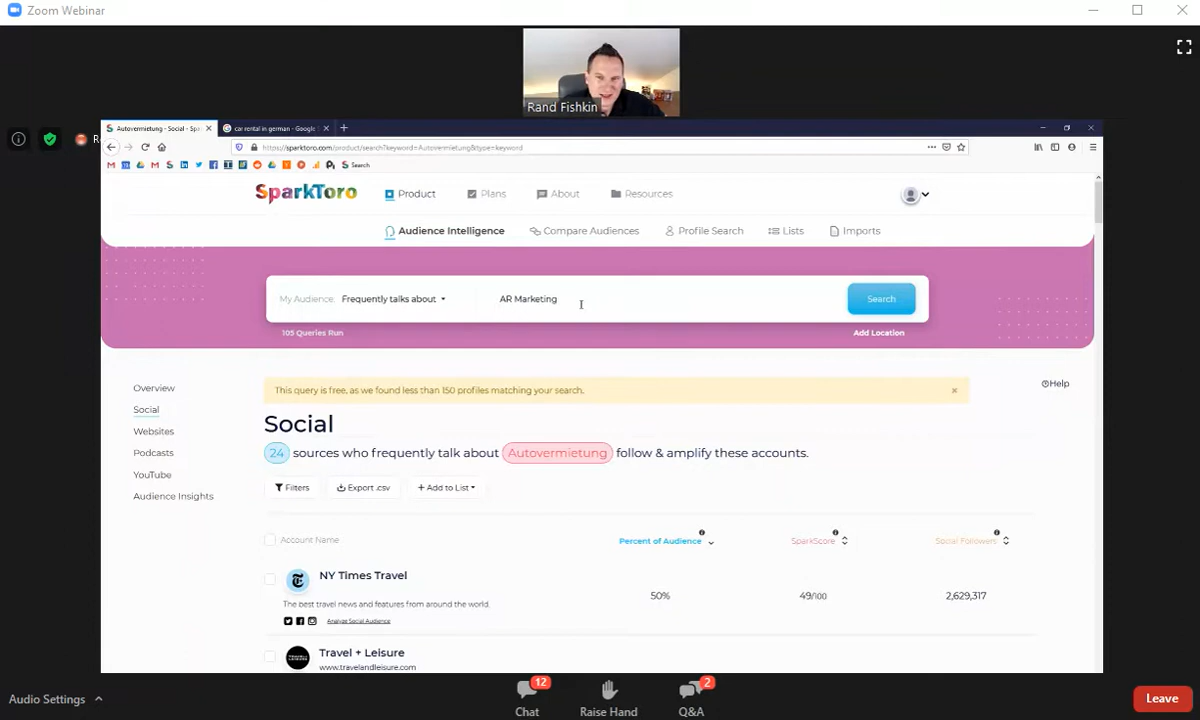 Zoom Webinar
Rand Fishkin
R
Autovermietung - Social - Spa
car rental in german - Google
https://sparktoro.com/product/search?keyword=Autovermietung&type=keyword
Search
SparkToro
Product
Plans
About
Resources
Audience Intelligence
Compare Audiences
Profile Search
Lists
Imports
My Audience: Frequently talks about
AR Marketing
Search
105 Queries Run
Add Location
Overview
Social
Websites
Podcasts
YouTube
Audience Insights
This query is free, as we found less than 150 profiles matching your search.
Help
Social
24 sources who frequently talk about Autovermietung follow & amplify these accounts.
Filters
Export .csv
+ Add to List
Account Name
Percent of Audience
SparkScore
Social Followers
NY Times Travel
The best travel news and features from around the world.
Analyze Social Audience
50%
49/100
2,629,317
Travel + Leisure
www.travelandleisure.com
Audio Settings
12
Chat
Raise Hand
2
Q&A
Leave